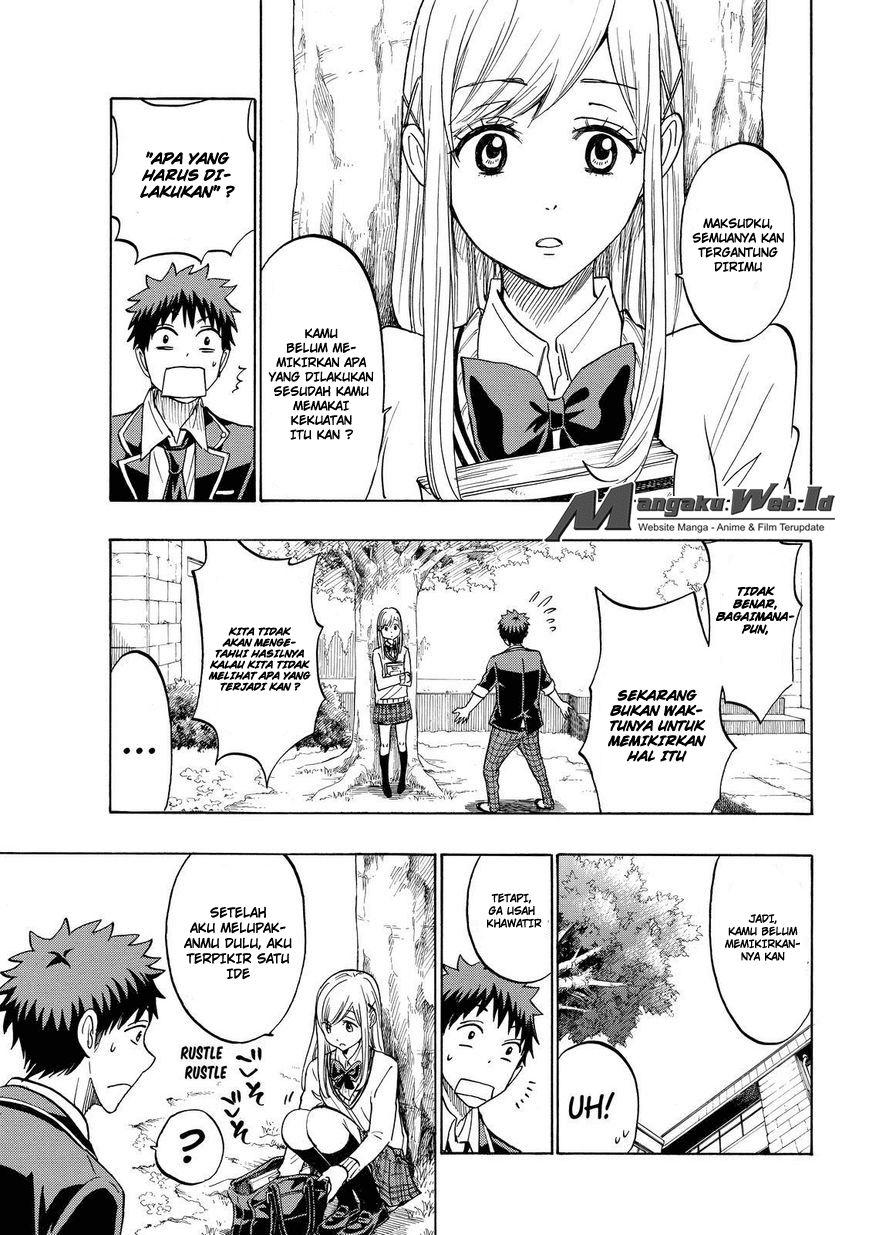 MAKSUDKU,
SEMUANYA KAN
TERGANTUNG
DIRIMU
KAMU
BELUM ME-
MIKIRKAN APA
YANG DILAKUKAN
SESUDAH KAMU
MEMAKAI
KEKUATAN
ITU KAN ?
"APA YANG
HARUS DI-
LAKUKAN" ?
Mangaku.Web.Id
Website Manga - Anime & Film Terupdate
TIDAK
BENAR,
BAGAIMANA-
PUN,
SEKARANG
BUKAN WAK-
TUNYA UNTUK
MEMIKIRKAN
HAL ITU
KITA TIDAK
AKAN MENGE-
TAHUI HASILNYA
KALAU KITA TIDAK
MELIHAT APA YANG
TERJADI KAN ?
...
JADI,
KAMU BELUM
MEMIKIRKAN-
NYA KAN
UH!
TETAPI,
GA USAH
KHAWATIR
SETELAH
AKU MELUPAK-
ANMU DULU, AKU
TERPIKIR SATU
IDE
RUSTLE
RUSTLE
?